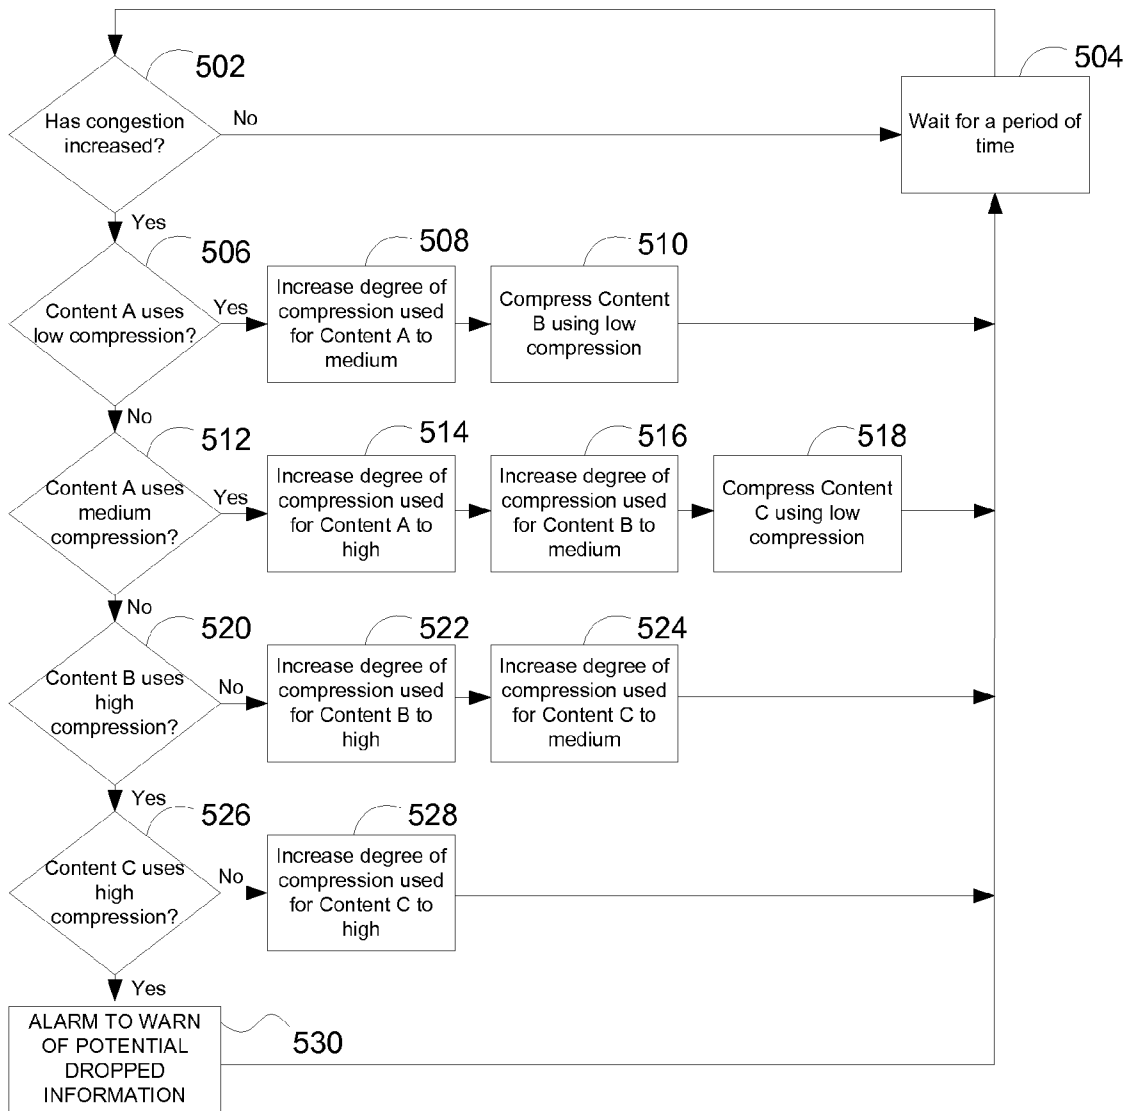 502
504
Has congestion
increased?
No
Wait for a period of
time
Yes
506
508
510
Content A uses
low compression?
Yes
Increase degree of
compression used
for Content A to
medium
Compress Content
B using low
compression
No
512
514
516
518
Content A uses
medium
compression?
Yes
Increase degree of
compression used
for Content A to
high
Increase degree of
compression used
for Content B to
medium
Compress Content
C using low
compression
No
520
522
524
Content B uses
high
compression?
No
Increase degree of
compression used
for Content B to
high
Increase degree of
compression used
for Content C to
medium
Yes
526
528
Content C uses
high
compression?
No
Increase degree of
compression used
for Content C to
high
Yes
ALARM TO WARN
OF POTENTIAL
DROPPED
INFORMATION
530